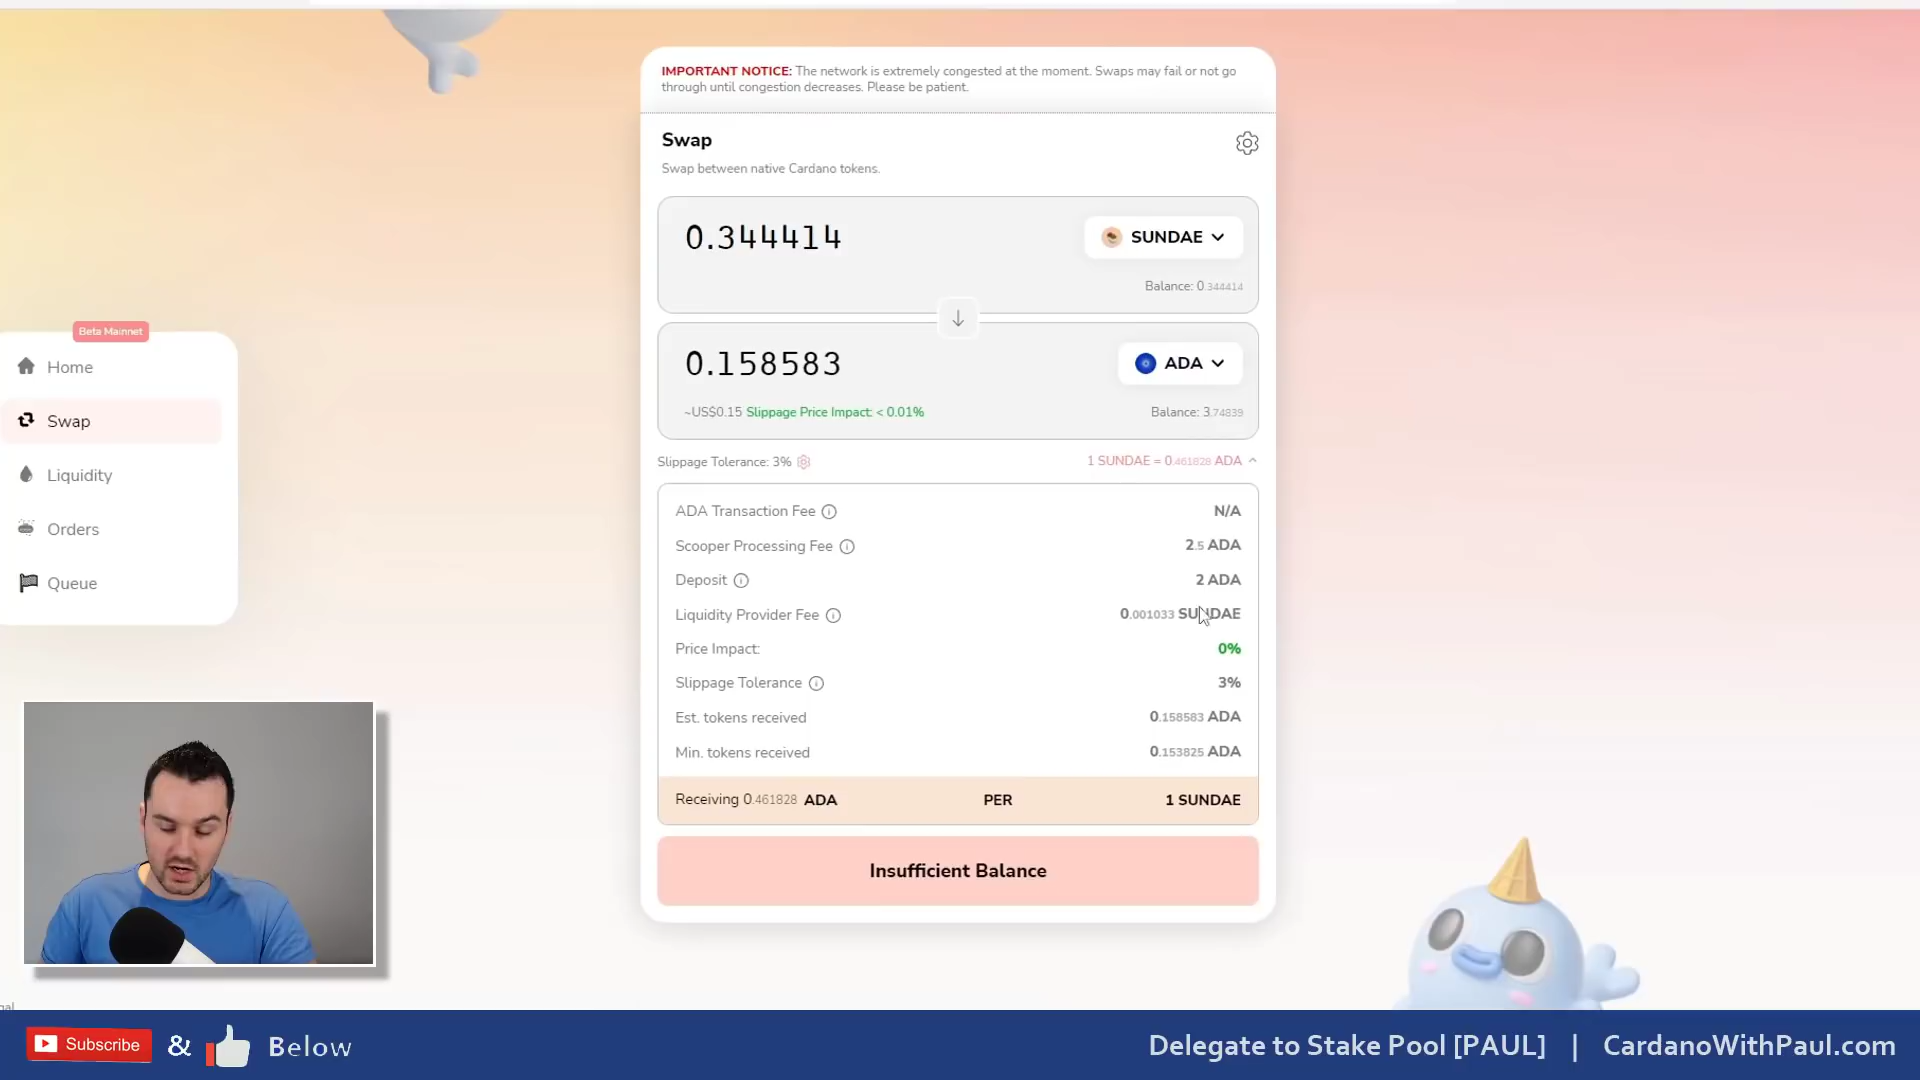 IMPORTANT NOTICE: The network is extremely congested at the moment. Swaps may fail or not go
through until congestion decreases. Please be patient.
Swap
Swap between native Cardano tokens.
0.344414
SUNDAE
Balance: 0.344414
0.158583
ADA
~US$0.15 Slippage Price Impact: < 0.01%
Balance: 3.74839
Slippage Tolerance: 3%
1 SUNDAE = 0.461828 ADA
ADA Transaction Fee
N/A
Scooper Processing Fee
2.5 ADA
Deposit
2 ADA
Liquidity Provider Fee
0.001033 SUNDAE
Price Impact:
0%
Slippage Tolerance
3%
Est. tokens received
0.158583 ADA
Min. tokens received
0.153825 ADA
Receiving 0.461828 ADA
PER
1 SUNDAE
Insufficient Balance
Beta Mainnet
Home
Swap
Liquidity
Orders
Queue
Subscribe
&
Below
Delegate to Stake Pool [PAUL] | CardanoWithPaul.com